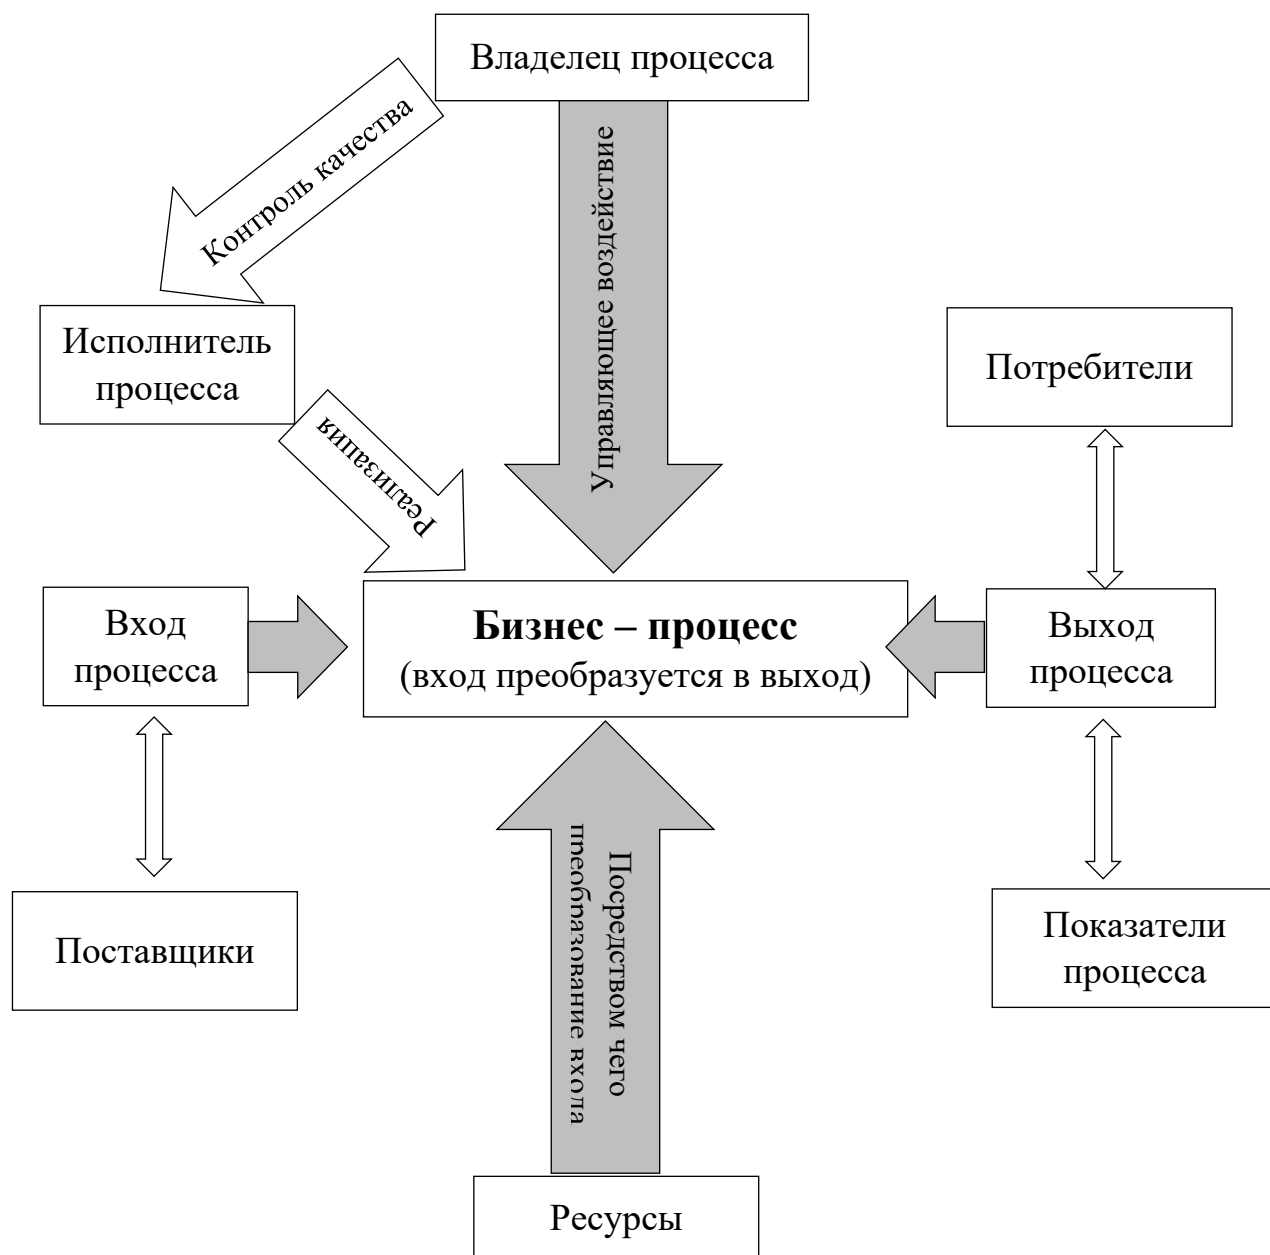 Владелец процесса
Контроль качества
Управляющее воздействие
Исполнитель
процесса
Потребители
Реализация
Вход
процесса
Бизнес – процесс
(вход преобразуется в выход)
Выход
процесса
Поставщики
Посредством чего
преобразование входа
Показатели
процесса
Ресурсы